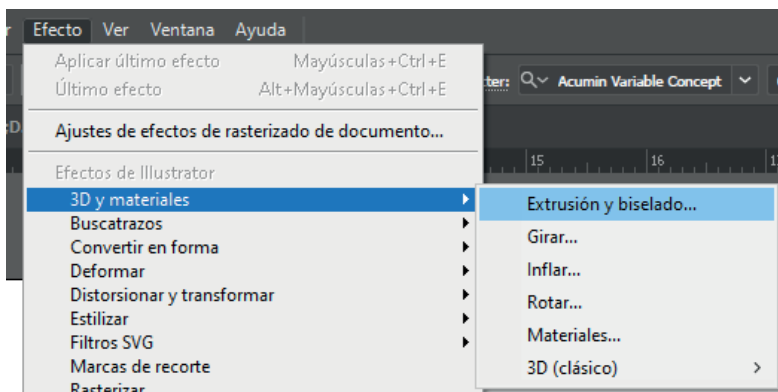 Efecto Ver Ventana Ayuda
Aplicar último efecto Mayúsculas+Ctrl+E
Último efecto Alt+Mayúsculas+Ctrl+E
cter: Acumin Variable Concept
Ajustes de efectos de rasterizado de documento...
15 16
Efectos de Illustrator
3D y materiales
Extrusión y biselado...
Buscatrazos
Girar...
Convertir en forma
Deformar
Inflar...
Distorsionar y transformar
Rotar...
Estilizar
Filtros SVG
Materiales...
Marcas de recorte
3D (clásico)
Rasterizar